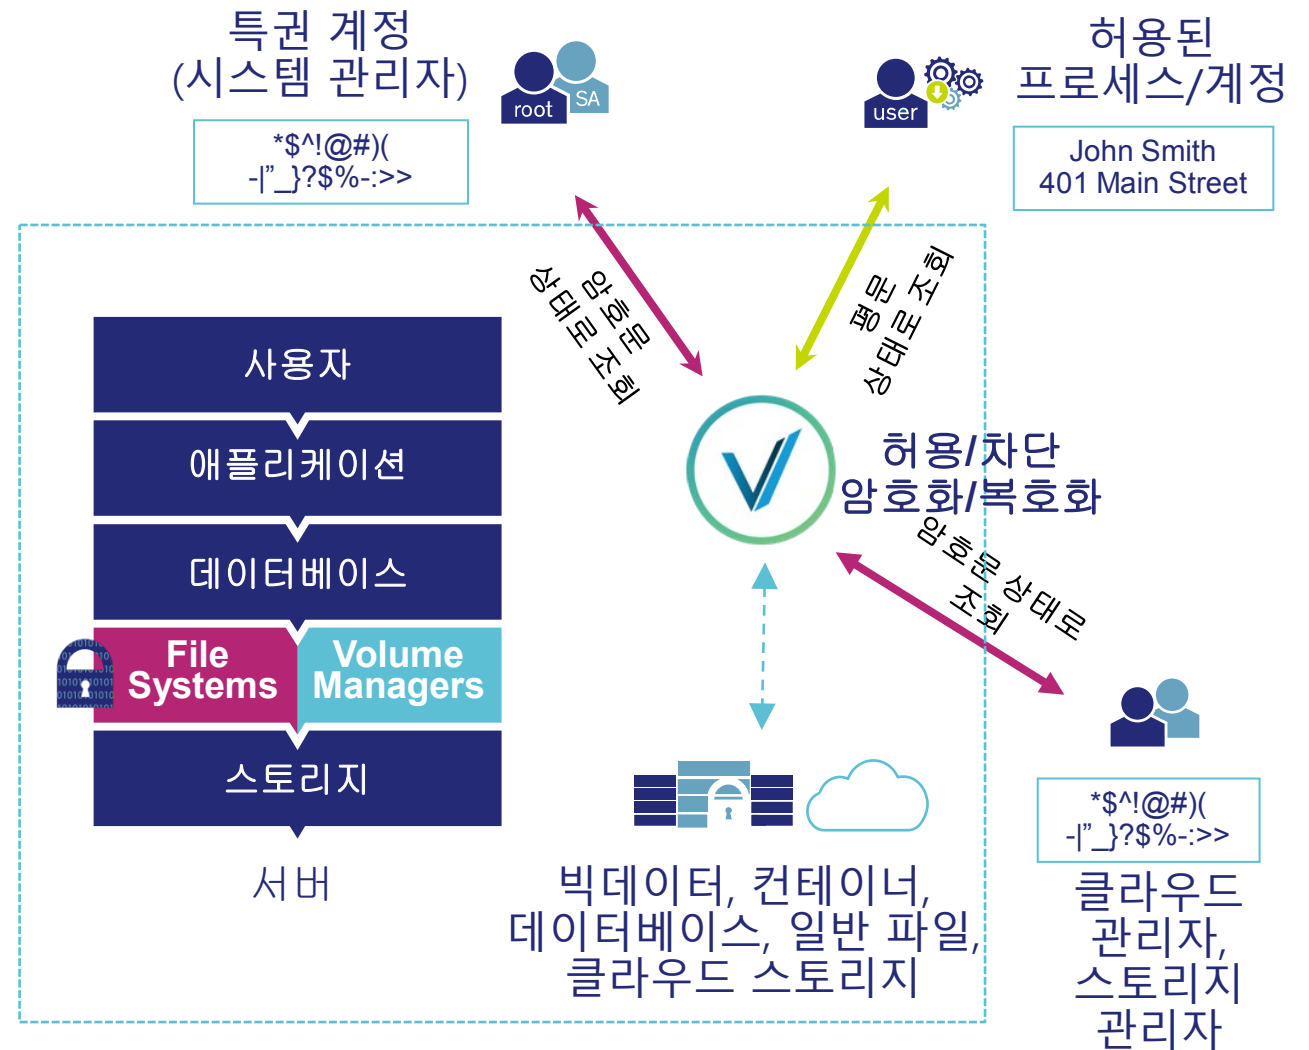 특권 계정
(시스템 관리자)
root
SA
*$^!@#)(
-|”_}?$%-:>>
user
허용된
프로세스/계정
John Smith
401 Main Street
암호문
상태로 조회
평문
상태로 조회
사용자
애플리케이션
데이터베이스
File
Systems
Volume
Managers
스토리지
서버
허용/차단
암호화/복호화
암호문 상태로
조회
빅데이터, 컨테이너,
데이터베이스, 일반 파일,
클라우드 스토리지
*$^!@#)(
-|”_}?$%-:>>
클라우드
관리자,
스토리지
관리자